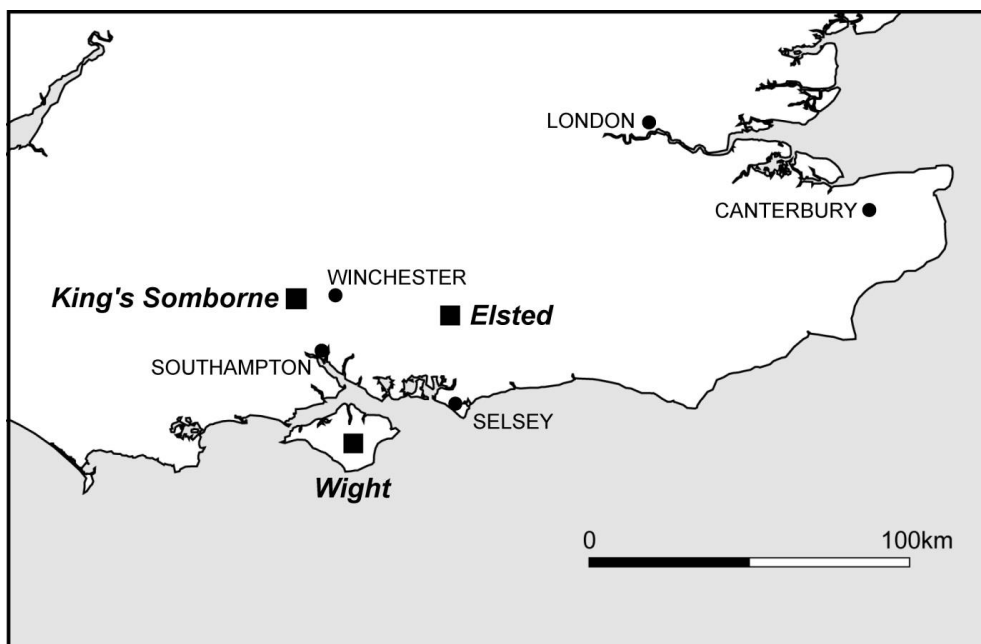 LONDON
CANTERBURY
WINCHESTER
King's Somborne
Elsted
SOUTHAMPTON
SELSEY
Wight
0 100km